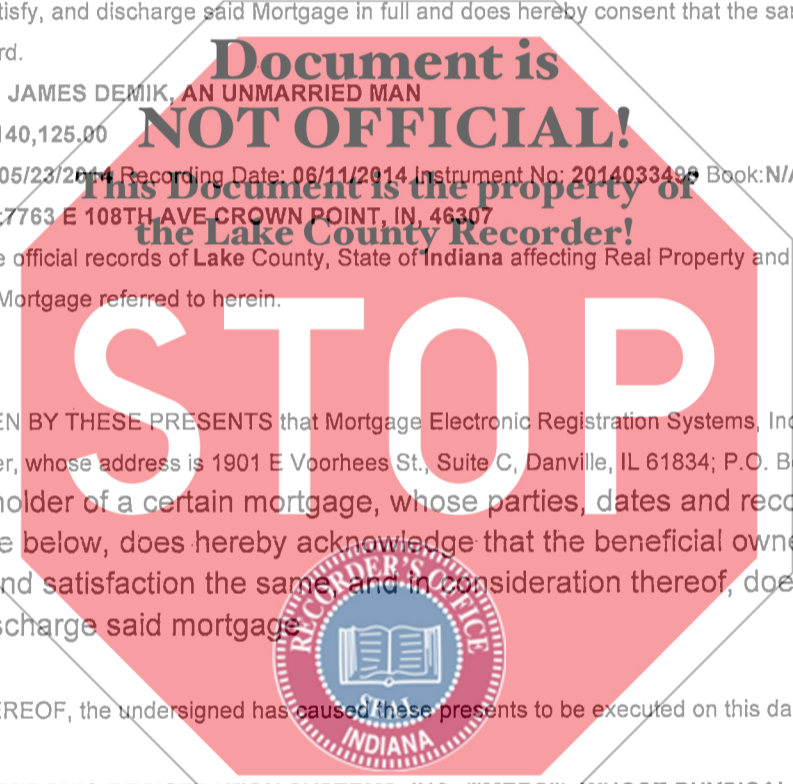 tisfy, and discharge said Mortgage in full and does hereby consent that the sa
rd.
Document is
JAMES DEMIK, AN UNMARRIED MAN
NOT OFFICIAL!
140,125.00
05/23/2014 Recording Date: 06/11/2014 Instrument No: 2014033499 Book:N/A
This Document is the property of
7763 E 108TH AVE CROWN POINT, IN, 46307
the Lake County Recorder!
e official records of Lake County, State of Indiana affecting Real Property and
Mortgage referred to herein.
STOP
EN BY THESE PRESENTS that Mortgage Electronic Registration Systems, Inc
er, whose address is 1901 E Voorhees St., Suite C, Danville, IL 61834; P.O. B
holder of a certain mortgage, whose parties, dates and reco
e below, does hereby acknowledge that the beneficial owne
nd satisfaction the same, and in consideration thereof, doe
scharge said mortgage
RECORDER'S OFFICE
SEAL
INDIANA
EREOF, the undersigned has caused these presents to be executed on this da